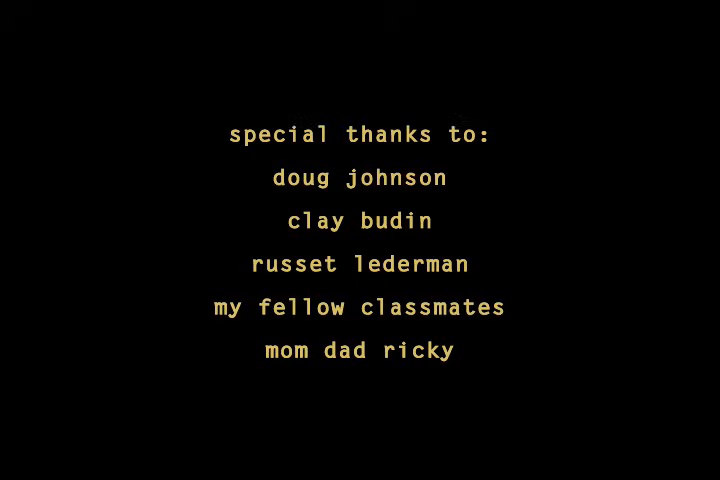 special thanks to:
doug johnson
clay budin
russet lederman
my fellow classmates
mom dad ricky